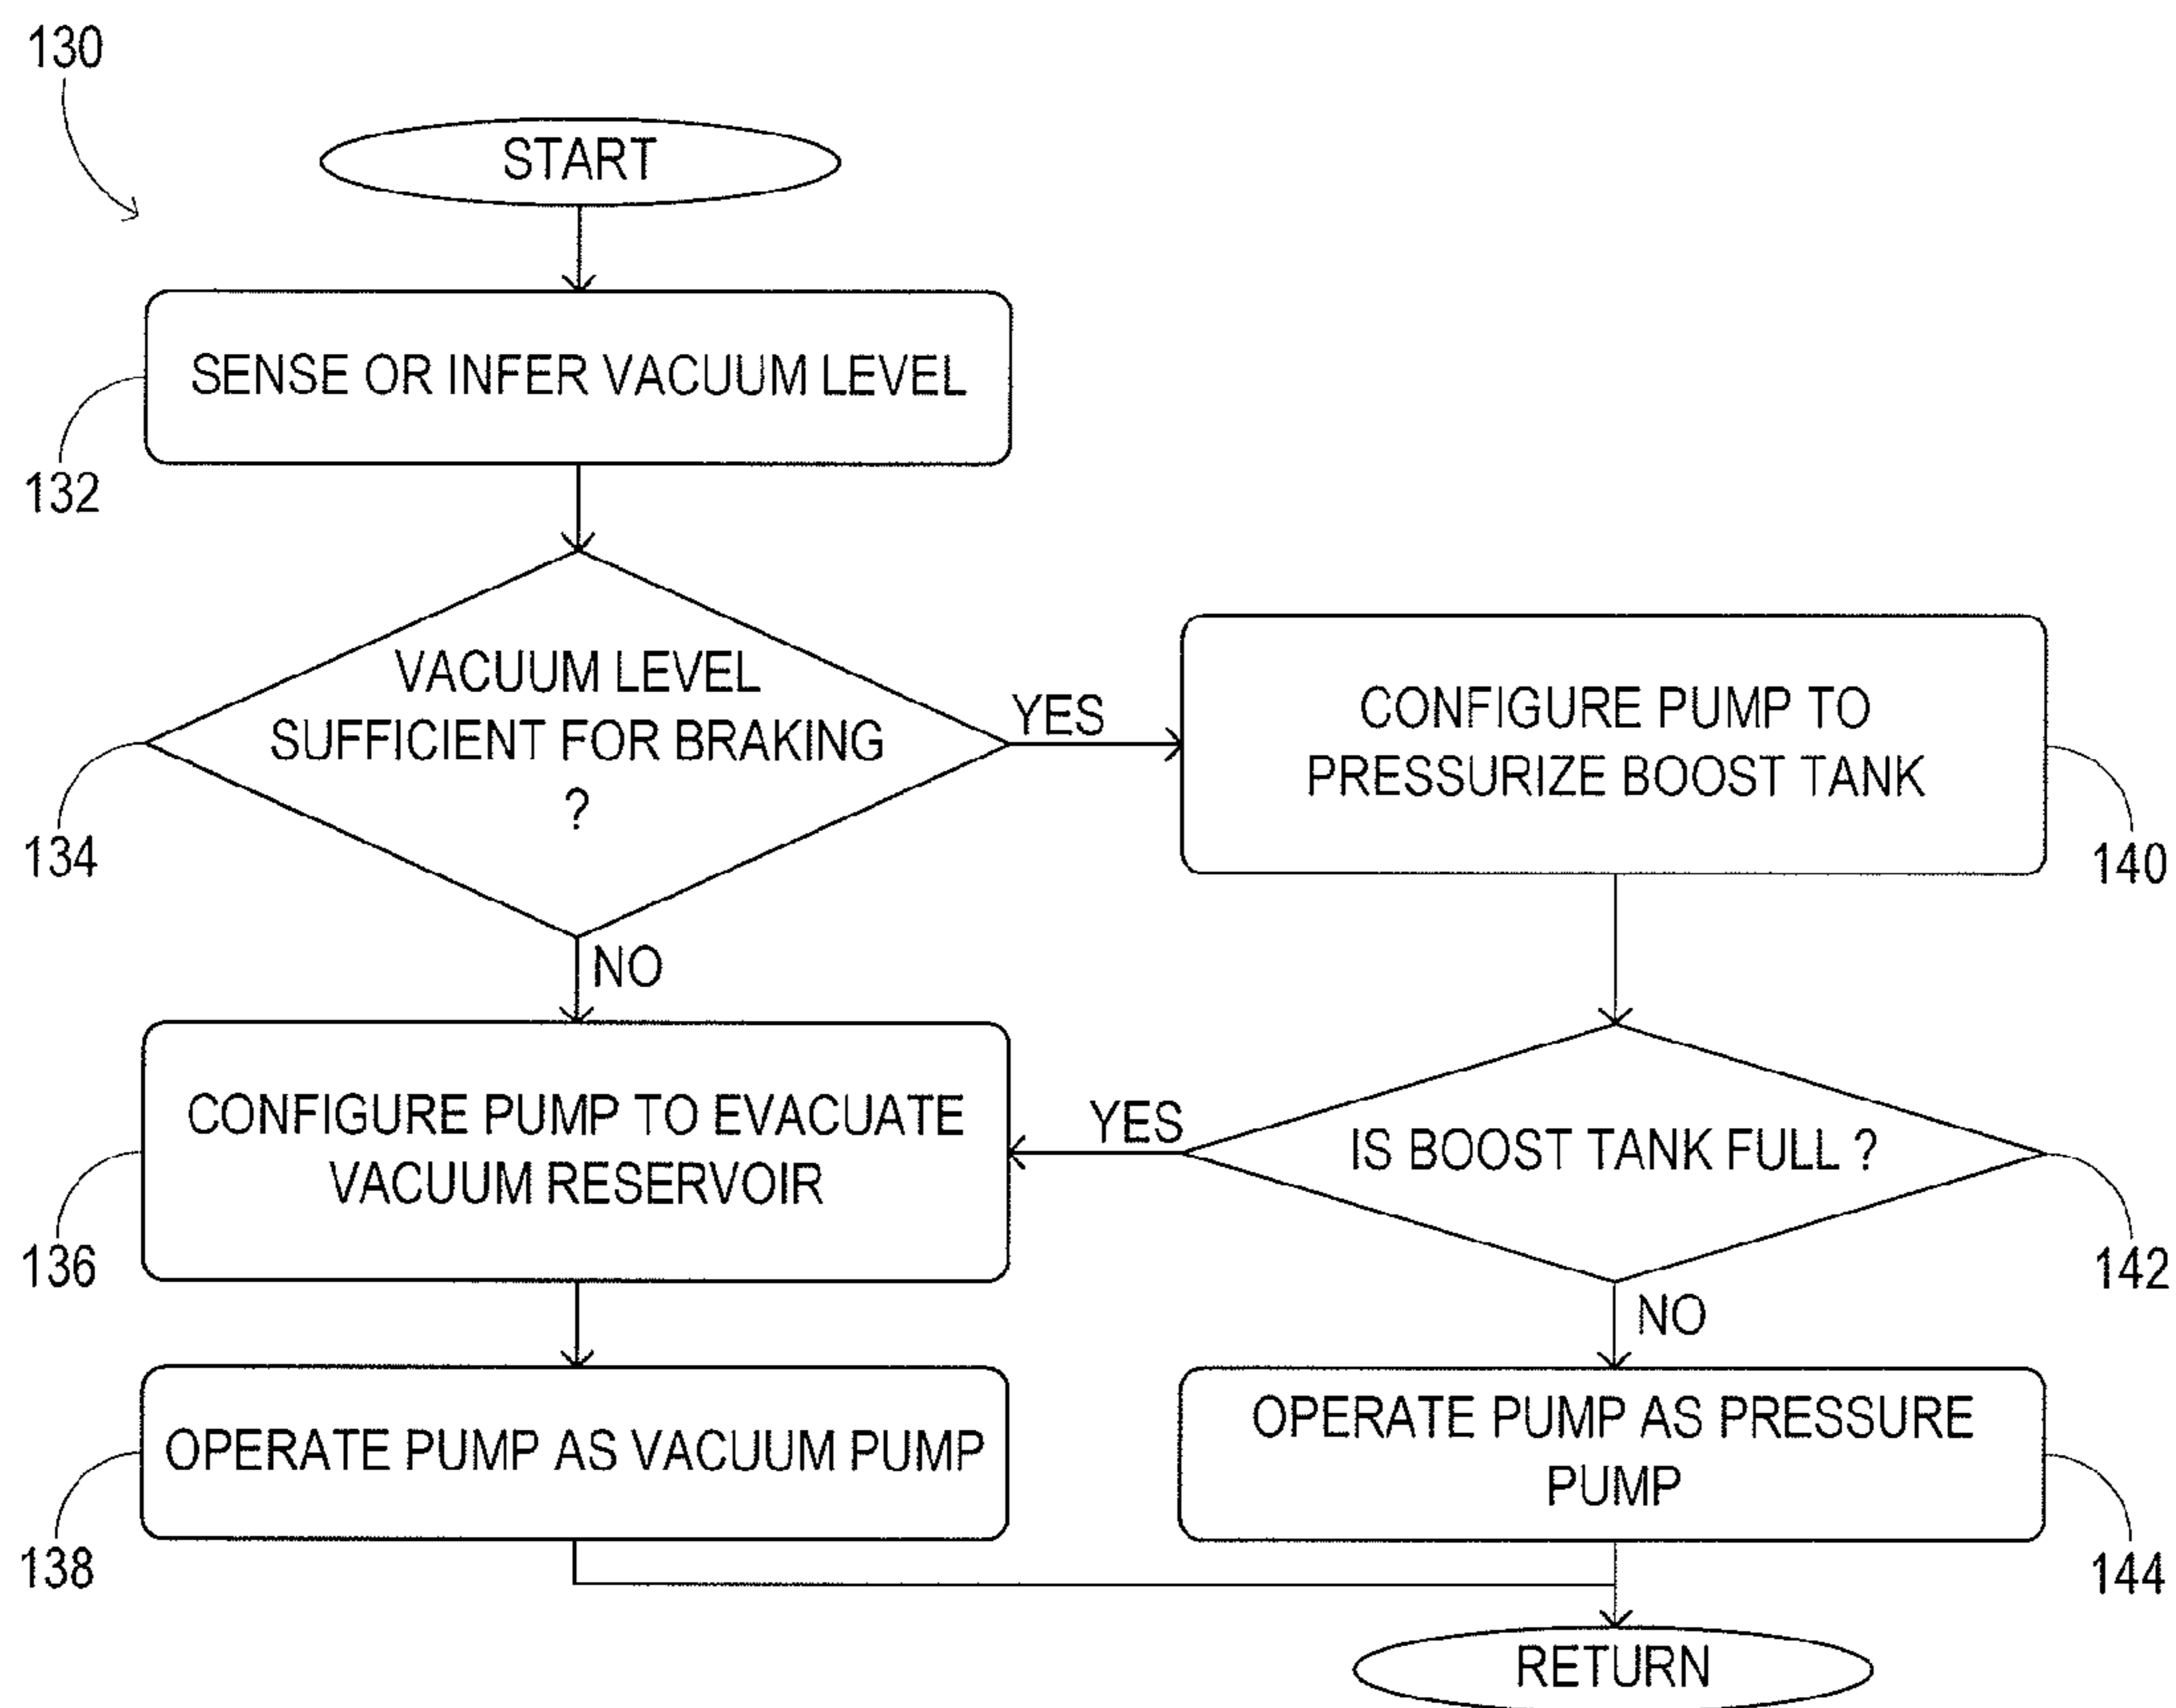 130
START
SENSE OR INFER VACUUM LEVEL
132
VACUUM LEVEL
SUFFICIENT FOR BRAKING
?
134
YES
CONFIGURE PUMP TO
PRESSURIZE BOOST TANK
140
NO
CONFIGURE PUMP TO EVACUATE
VACUUM RESERVOIR
136
YES
IS BOOST TANK FULL ?
142
NO
OPERATE PUMP AS VACUUM PUMP
138
OPERATE PUMP AS PRESSURE
PUMP
144
RETURN